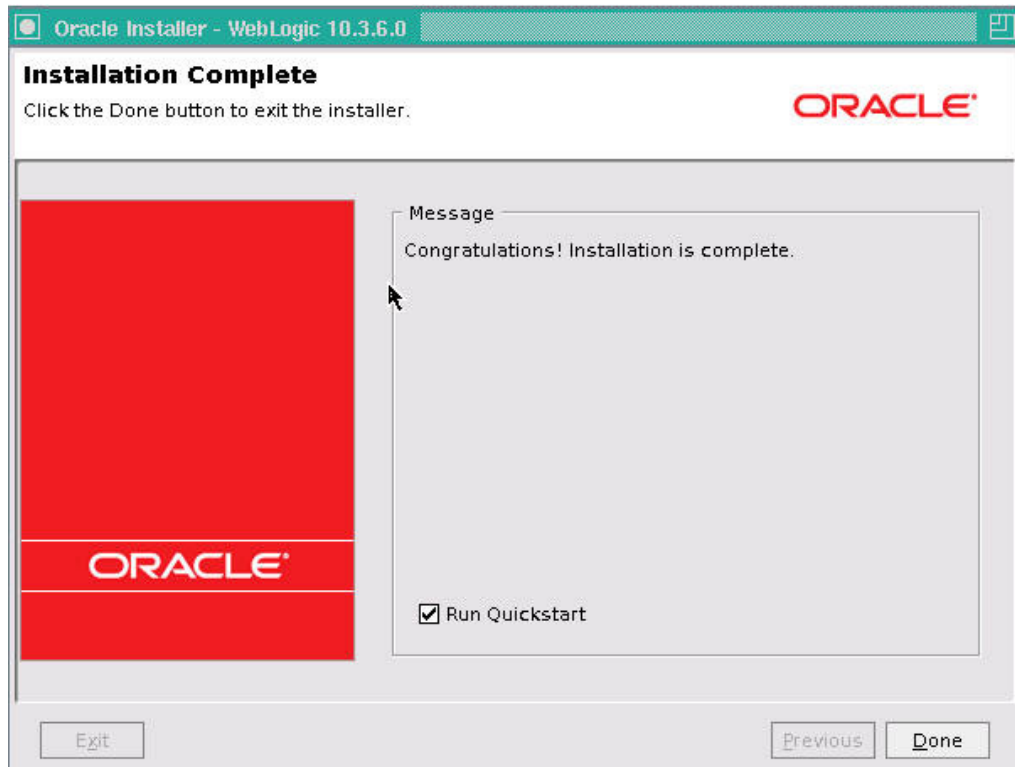 Oracle Installer - WebLogic 10.3.6.0
Installation Complete
Click the Done button to exit the installer.
ORACLE
Message
Congratulations! Installation is complete.
ORACLE
Run Quickstart
Exit
Previous
Done